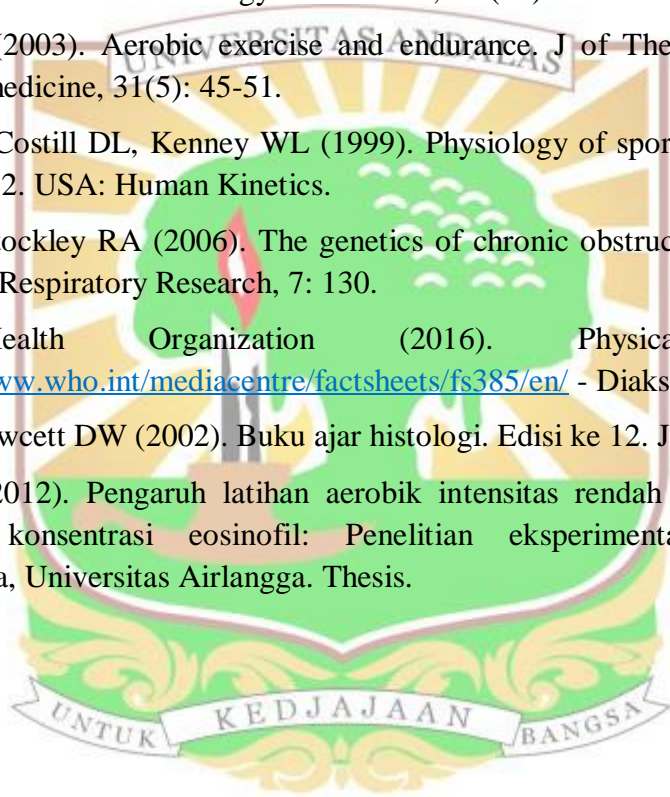 (2003). Aerobic exercise and endurance. J of The
medicine, 31(5): 45-51.
Costill DL, Kenney WL (1999). Physiology of spor
2. USA: Human Kinetics.
ockley RA (2006). The genetics of chronic obstruc
Respiratory Research, 7: 130.
ealth Organization (2016). Physica
ww.who.int/mediacentre/factsheets/fs385/en/ - Diaks
wcett DW (2002). Buku ajar histologi. Edisi ke 12. J
2012). Pengaruh latihan aerobik intensitas rendah
konsentrasi eosinofil: Penelitian eksperimenta
a, Universitas Airlangga. Thesis.
UNIVERSITAS ANDALAS
UNTUK KEDJAJAAN BANGSA